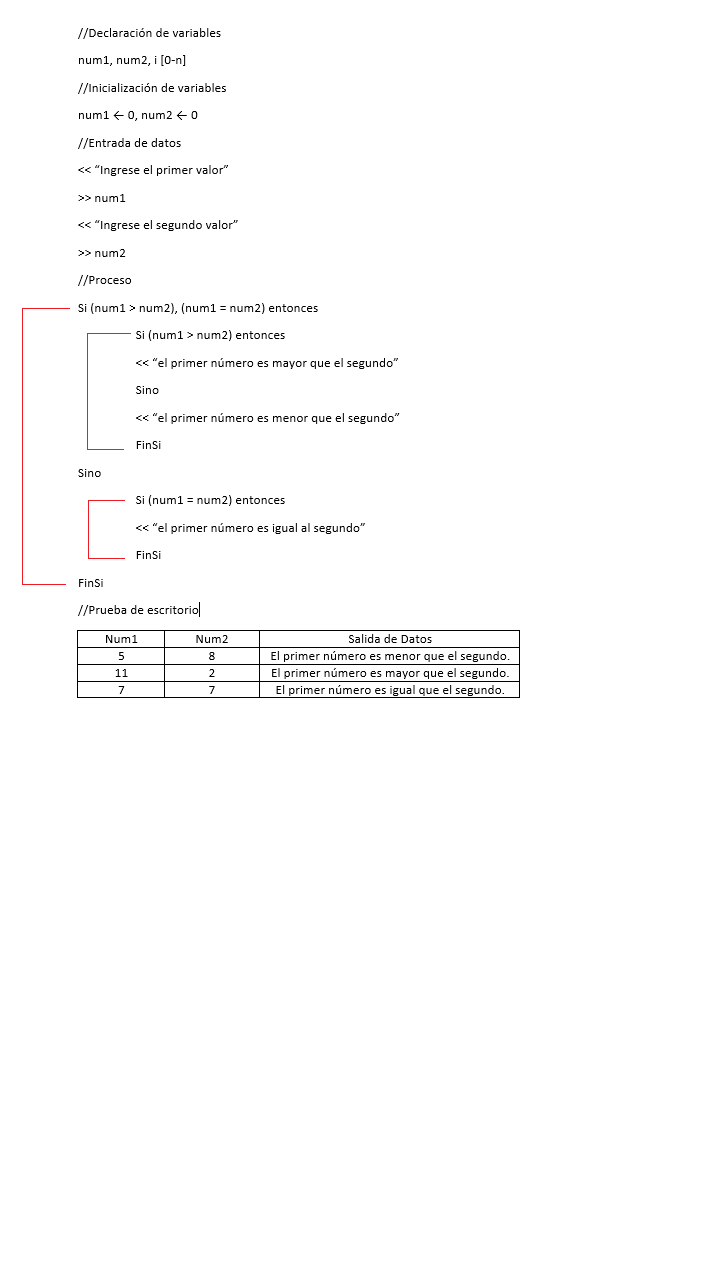 //Declaración de variables
num1, num2, i [0-n]
//Inicialización de variables
num1 ← 0, num2 ← 0
//Entrada de datos
<< “Ingrese el primer valor”
>> num1
<< “Ingrese el segundo valor”
>> num2
//Proceso
Si (num1 > num2), (num1 = num2) entonces
Si (num1 > num2) entonces
<< “el primer número es mayor que el segundo”
Sino
<< “el primer número es menor que el segundo”
FinSi
Sino
Si (num1 = num2) entonces
<< “el primer número es igual al segundo”
FinSi
FinSi
//Prueba de escritorio
Num1 Num2 Salida de Datos
5 8 El primer número es menor que el segundo.
11 2 El primer número es mayor que el segundo.
7 7 El primer número es igual que el segundo.